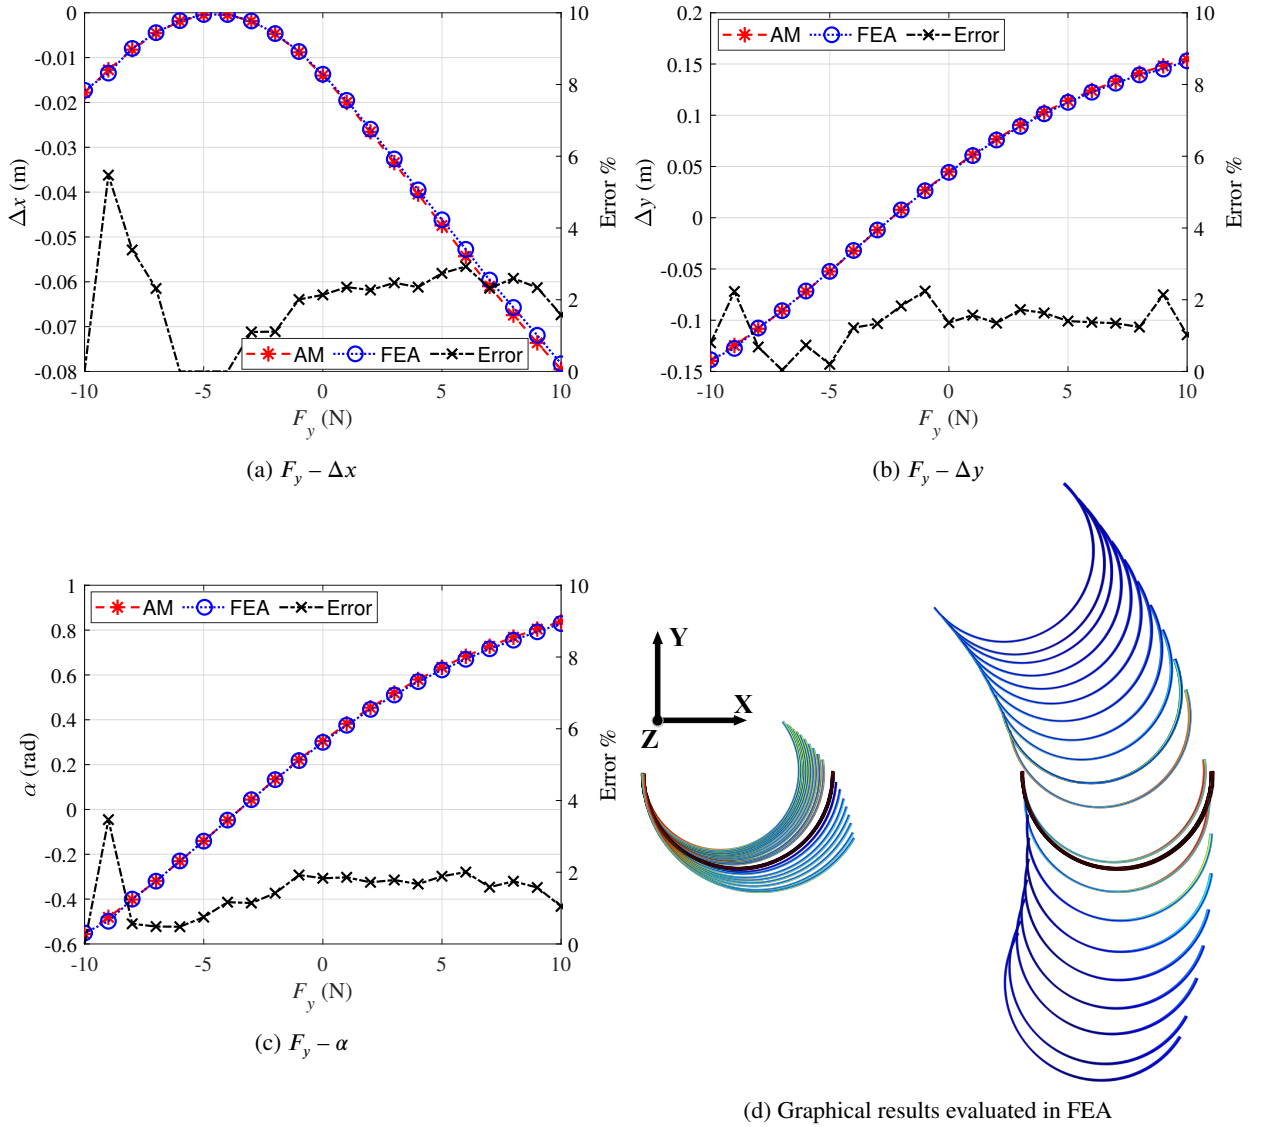 0
-0.01
-0.02
-0.03
-0.04
-0.05
-0.06
-0.07
-0.08
Δx (m)
10
8
6
4
2
0
Error %
AM FEA Error
-10 -5 0 5 10
F_y (N)
(a) F_y – Δx
0.2
0.15
0.1
0.05
0
-0.05
-0.1
-0.15
Δy (m)
AM FEA Error
10
8
6
4
2
0
Error %
-10 -5 0 5 10
F_y (N)
(b) F_y – Δy
1
0.8
0.6
0.4
0.2
0
-0.2
-0.4
-0.6
α (rad)
AM FEA Error
10
8
6
4
2
0
Error %
-10 -5 0 5 10
F_y (N)
(c) F_y – α
Y
X
Z
(d) Graphical results evaluated in FEA